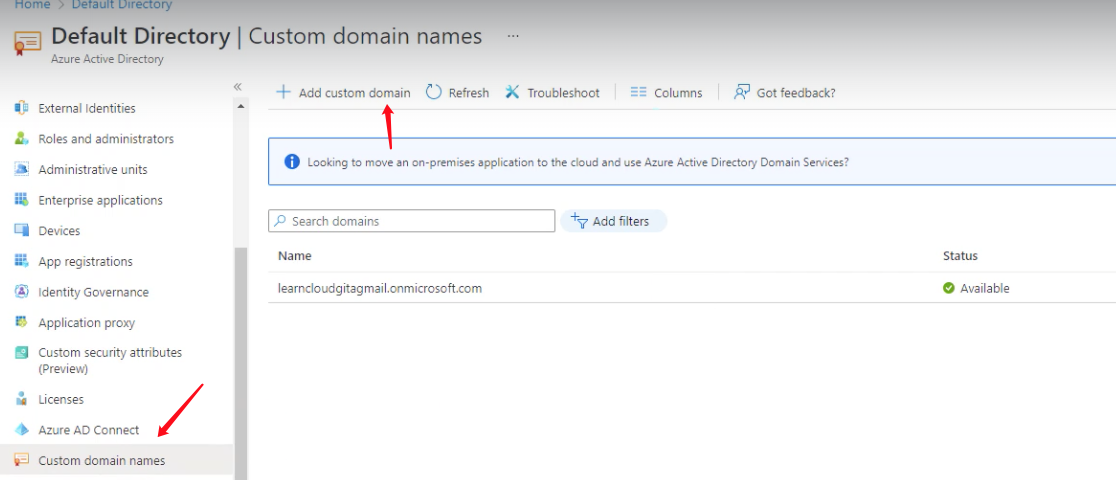 Home > Default Directory
Default Directory | Custom domain names ...
Azure Active Directory
«
External Identities
Roles and administrators
Administrative units
Enterprise applications
Devices
App registrations
Identity Governance
Application proxy
Custom security attributes
(Preview)
Licenses
Azure AD Connect
Custom domain names
+ Add custom domain Refresh Troubleshoot Columns Got feedback?
Looking to move an on-premises application to the cloud and use Azure Active Directory Domain Services?
Search domains Add filters
Name Status
learncloudgitagmail.onmicrosoft.com Available